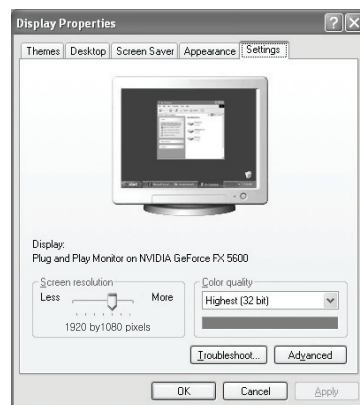 Display Properties
Themes Desktop Screen Saver Appearance Settings
Display:
Plug and Play Monitor on NVIDIA GeForce FX 5600
Screen resolution
Less More
1920 by1080 pixels
Color quality
Highest (32 bit)
Troubleshoot... Advanced
OK Cancel Apply